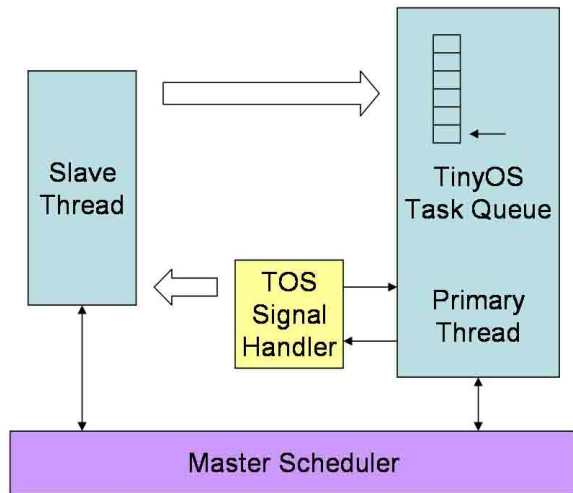 Slave
Thread
TinyOS
Task Queue
TOS
Signal
Handler
Primary
Thread
Master Scheduler